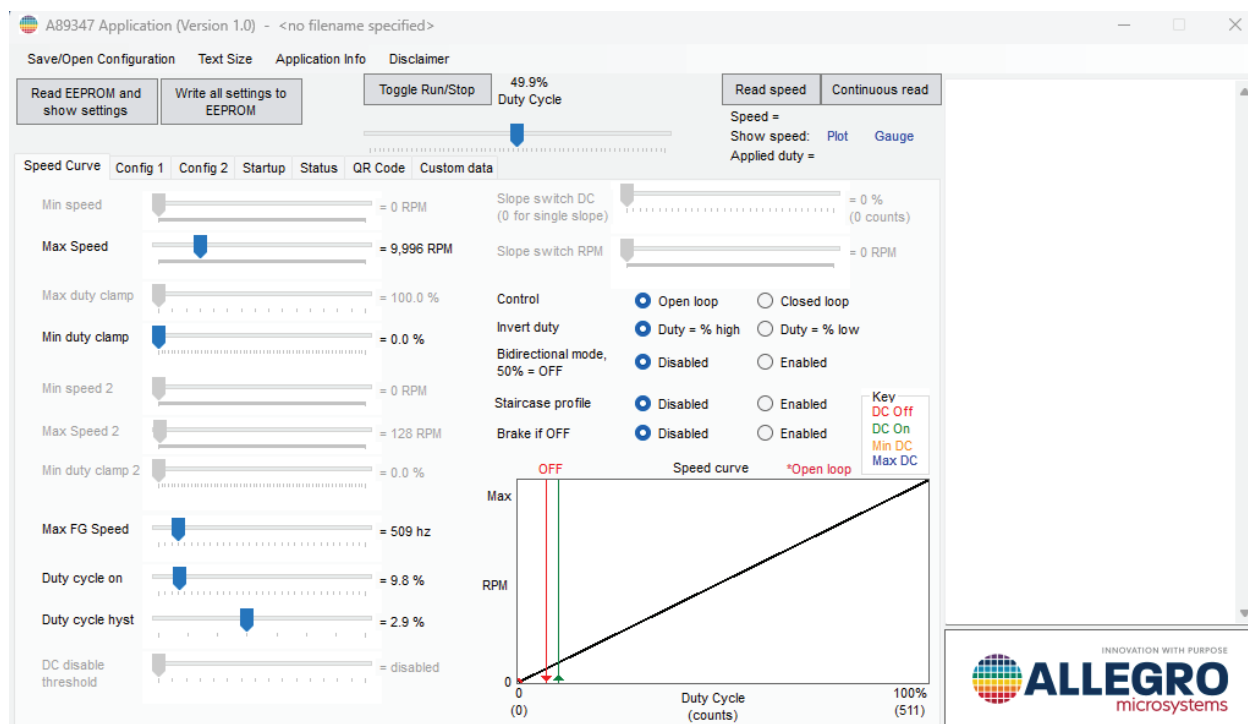 A89347 Application (Version 1.0) - <no filename specified>
Save/Open Configuration Text Size Application Info Disclaimer
Read EEPROM and
show settings
Write all settings to
EEPROM
Toggle Run/Stop
49.9%
Duty Cycle
Read speed
Continuous read
Speed =
Show speed: Plot Gauge
Applied duty =
Speed Curve Config 1 Config 2 Startup Status QR Code Custom data
Min speed = 0 RPM
Max Speed = 9,996 RPM
Max duty clamp = 100.0 %
Min duty clamp = 0.0 %
Min speed 2 = 0 RPM
Max Speed 2 = 128 RPM
Min duty clamp 2 = 0.0 %
Max FG Speed = 509 hz
Duty cycle on = 9.8 %
Duty cycle hyst = 2.9 %
DC disable
threshold
= disabled
Slope switch DC
(0 for single slope)
= 0 %
(0 counts)
Slope switch RPM = 0 RPM
Control Open loop Closed loop
Invert duty Duty = % high Duty = % low
Bidirectional mode,
50% = OFF
Disabled Enabled
Staircase profile Disabled Enabled
Brake if OFF Disabled Enabled
Key
DC Off
DC On
Min DC
Max DC
OFF Speed curve *Open loop
Max
RPM
0
0 Duty Cycle 100%
(0) (counts) (511)
INNOVATION WITH PURPOSE
ALLEGRO
microsystems